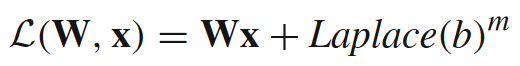 ℒ(𝐖, 𝐱) = 𝐖𝐱 + Laplace(b)ᵐ